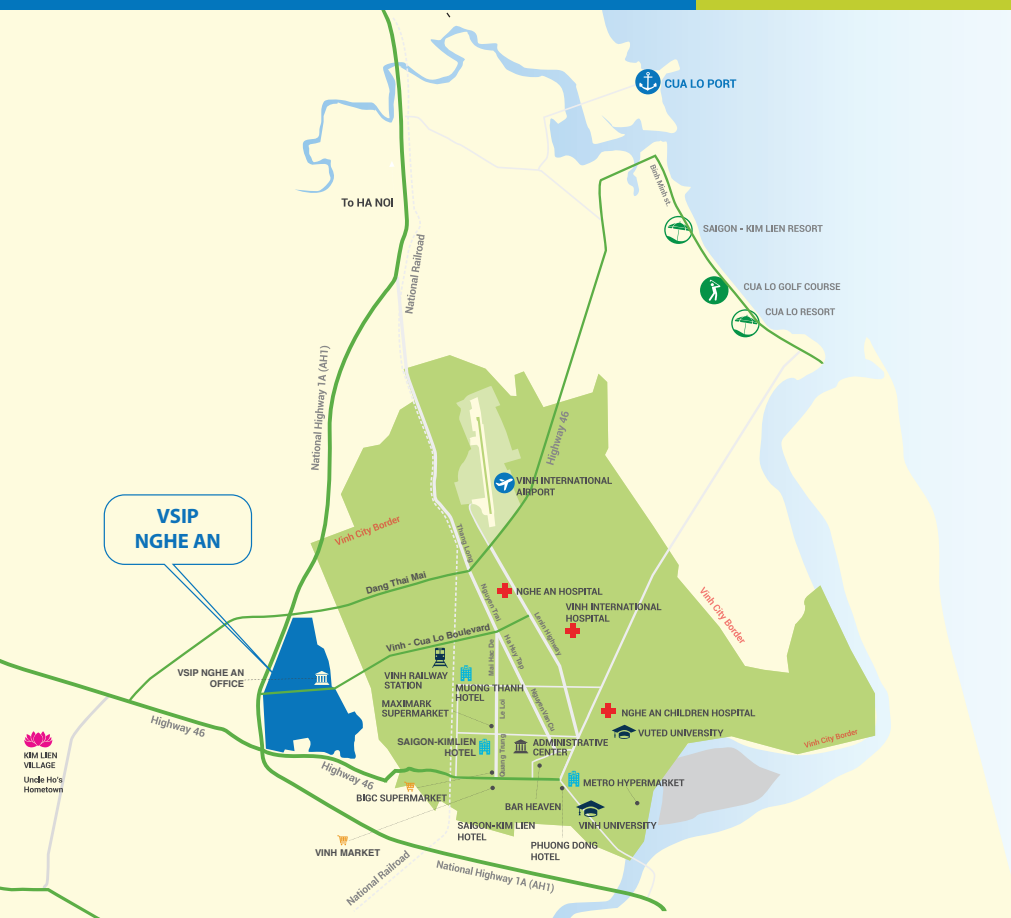 CUA LO PORT
To HA NOI
Binh Minh st.
SAIGON - KIM LIEN RESORT
National Railroad
CUA LO GOLF COURSE
CUA LO RESORT
National Highway 1A (AH1)
Highway 46
VINH INTERNATIONAL
AIRPORT
VSIP
NGHE AN
Vinh City Border
Thang Long
Dang Thai Mai
Nguyen Trai
NGHE AN HOSPITAL
VINH INTERNATIONAL
HOSPITAL
Vinh City Border
Lenin Highway
Vinh - Cua Lo Boulevard
Ha Huy Tap
Mai Hac De
VSIP NGHE AN
OFFICE
VINH RAILWAY
STATION
MUONG THANH
HOTEL
MAXIMARK
SUPERMARKET
Le Loi
Nguyen Van Cu
NGHE AN CHILDREN HOSPITAL
VUTED UNIVERSITY
Highway 46
KIM LIEN
VILLAGE
Uncle Ho's
Hometown
SAIGON-KIMLIEN
HOTEL
Quang Trung
ADMINISTRATIVE
CENTER
Vinh City Border
Highway 46
METRO HYPERMARKET
BIGC SUPERMARKET
BAR HEAVEN
SAIGON-KIM LIEN
HOTEL
VINH UNIVERSITY
PHUONG DONG
HOTEL
VINH MARKET
National Railroad
National Highway 1A (AH1)